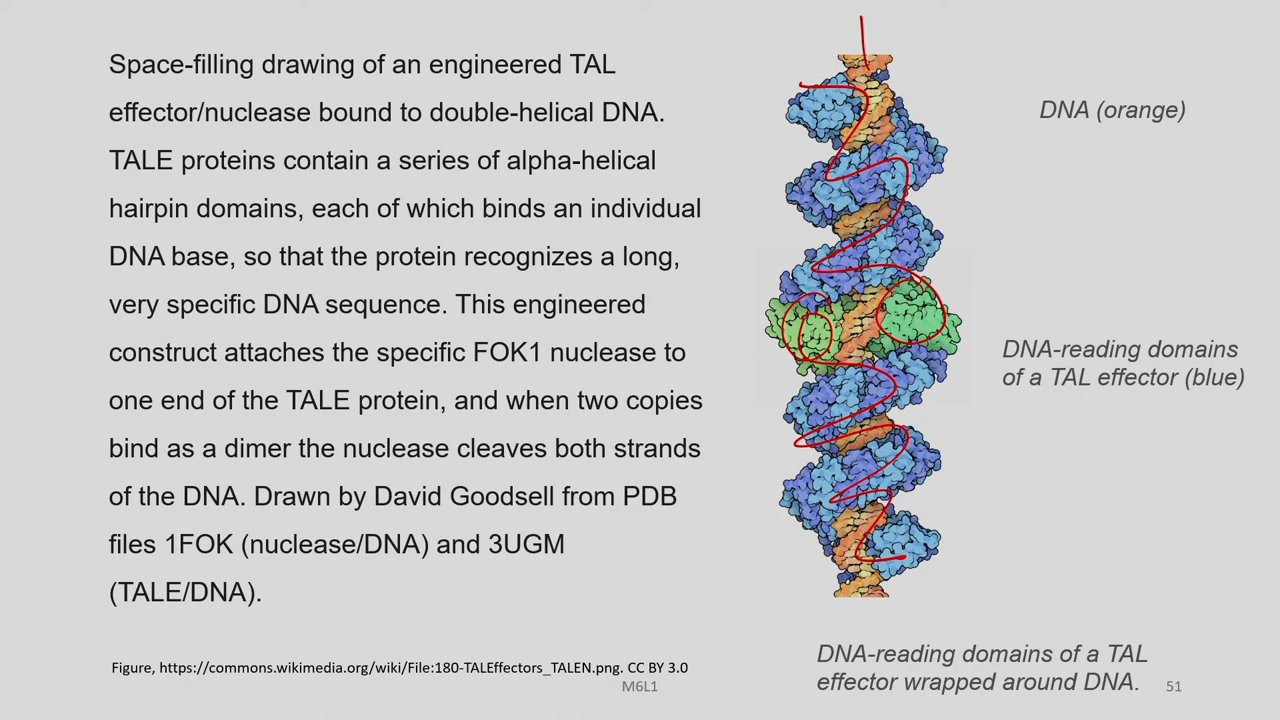 Space-filling drawing of an engineered TAL
effector/nuclease bound to double-helical DNA.
TALE proteins contain a series of alpha-helical
hairpin domains, each of which binds an individual
DNA base, so that the protein recognizes a long,
very specific DNA sequence. This engineered
construct attaches the specific FOK1 nuclease to
one end of the TALE protein, and when two copies
bind as a dimer the nuclease cleaves both strands
of the DNA. Drawn by David Goodsell from PDB
files 1FOK (nuclease/DNA) and 3UGM
(TALE/DNA).
DNA (orange)
DNA-reading domains
of a TAL effector (blue)
DNA-reading domains of a TAL
effector wrapped around DNA.
Figure, https://commons.wikimedia.org/wiki/File:180-TALEffectors_TALEN.png. CC BY 3.0
M6L1
51